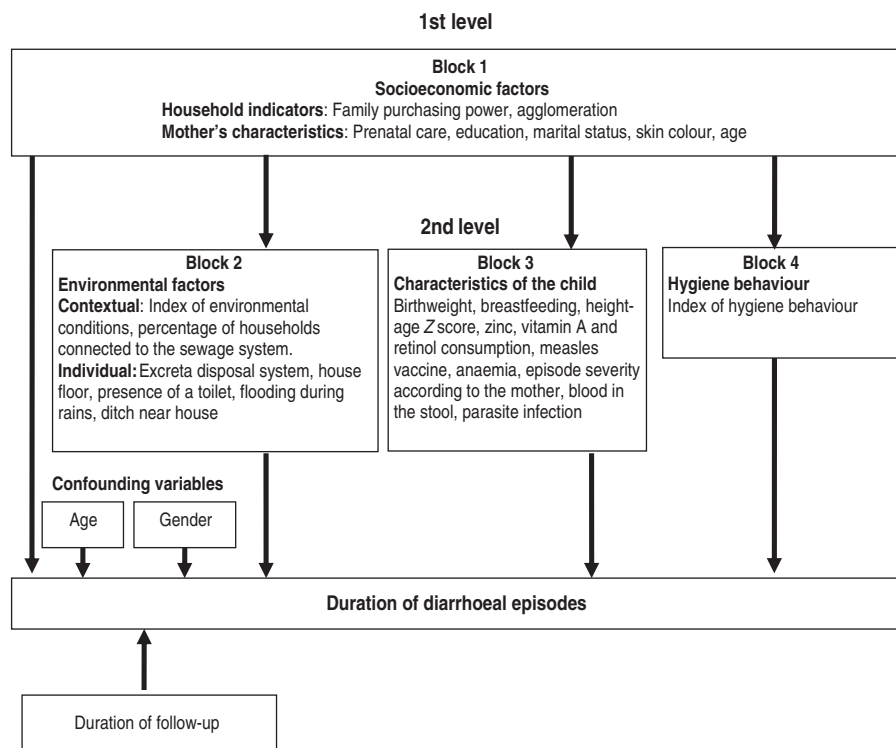 1st level
Block 1
Socioeconomic factors
Household indicators: Family purchasing power, agglomeration
Mother's characteristics: Prenatal care, education, marital status, skin colour, age
2nd level
Block 2
Environmental factors
Contextual: Index of environmental
conditions, percentage of households
connected to the sewage system.
Individual: Excreta disposal system, house
floor, presence of a toilet, flooding during
rains, ditch near house
Block 3
Characteristics of the child
Birthweight, breastfeeding, height-
age Z score, zinc, vitamin A and
retinol consumption, measles
vaccine, anaemia, episode severity
according to the mother, blood in
the stool, parasite infection
Block 4
Hygiene behaviour
Index of hygiene behaviour
Confounding variables
Age
Gender
Duration of diarrhoeal episodes
Duration of follow-up